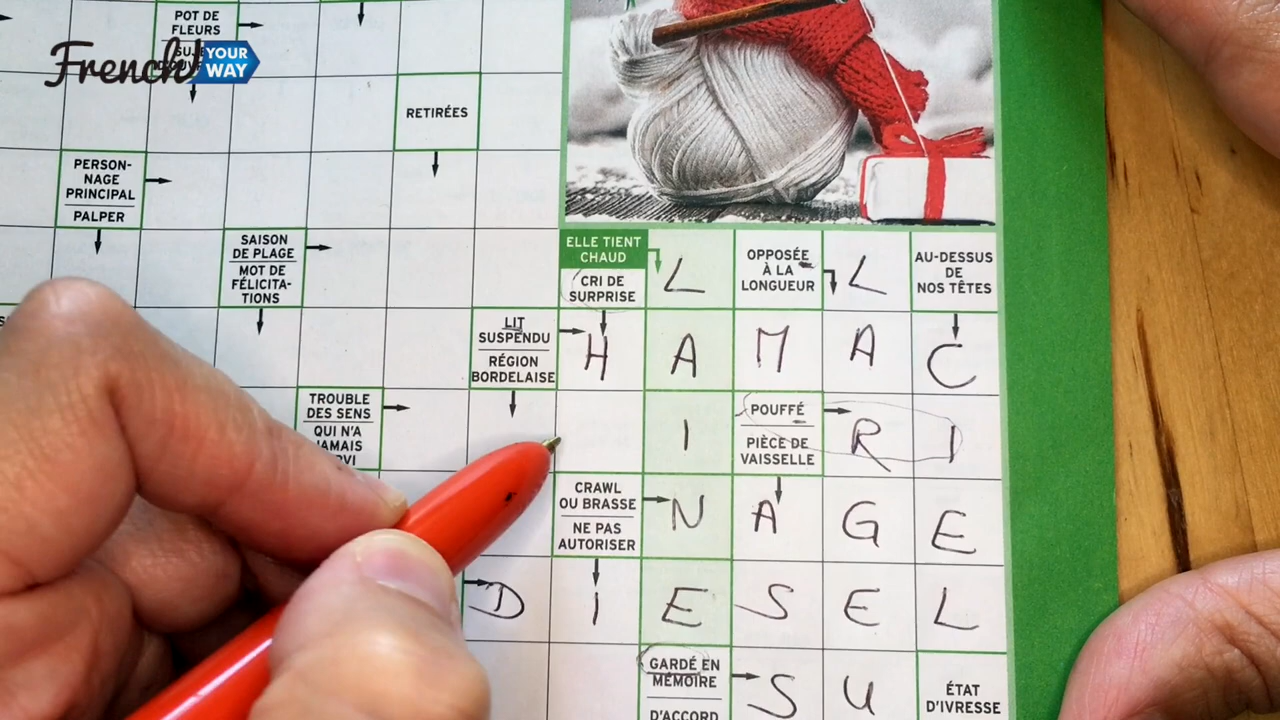 POT DE
FLEURS
French
YOUR
WAY
RETIRÉES
PERSON-
NAGE
PRINCIPAL
PALPER
SAISON
DE PLAGE
MOT DE
FÉLICITA-
TIONS
ELLE TIENT
CHAUD
CRI DE
SURPRISE
L
OPPOSÉE
À LA
LONGUEUR
L
AU-DESSUS
DE
NOS TÊTES
LIT
SUSPENDU
RÉGION
BORDELAISE
H A M A C
TROUBLE
DES SENS
QUI N'A
JAMAIS
I
POUFFÉ
PIÈCE DE
VAISSELLE
R I
CRAWL
OU BRASSE
NE PAS
AUTORISER
N A G E
D I E S E L
GARDÉ EN
MÉMOIRE
D'ACCORD
S U
ÉTAT
D'IVRESSE